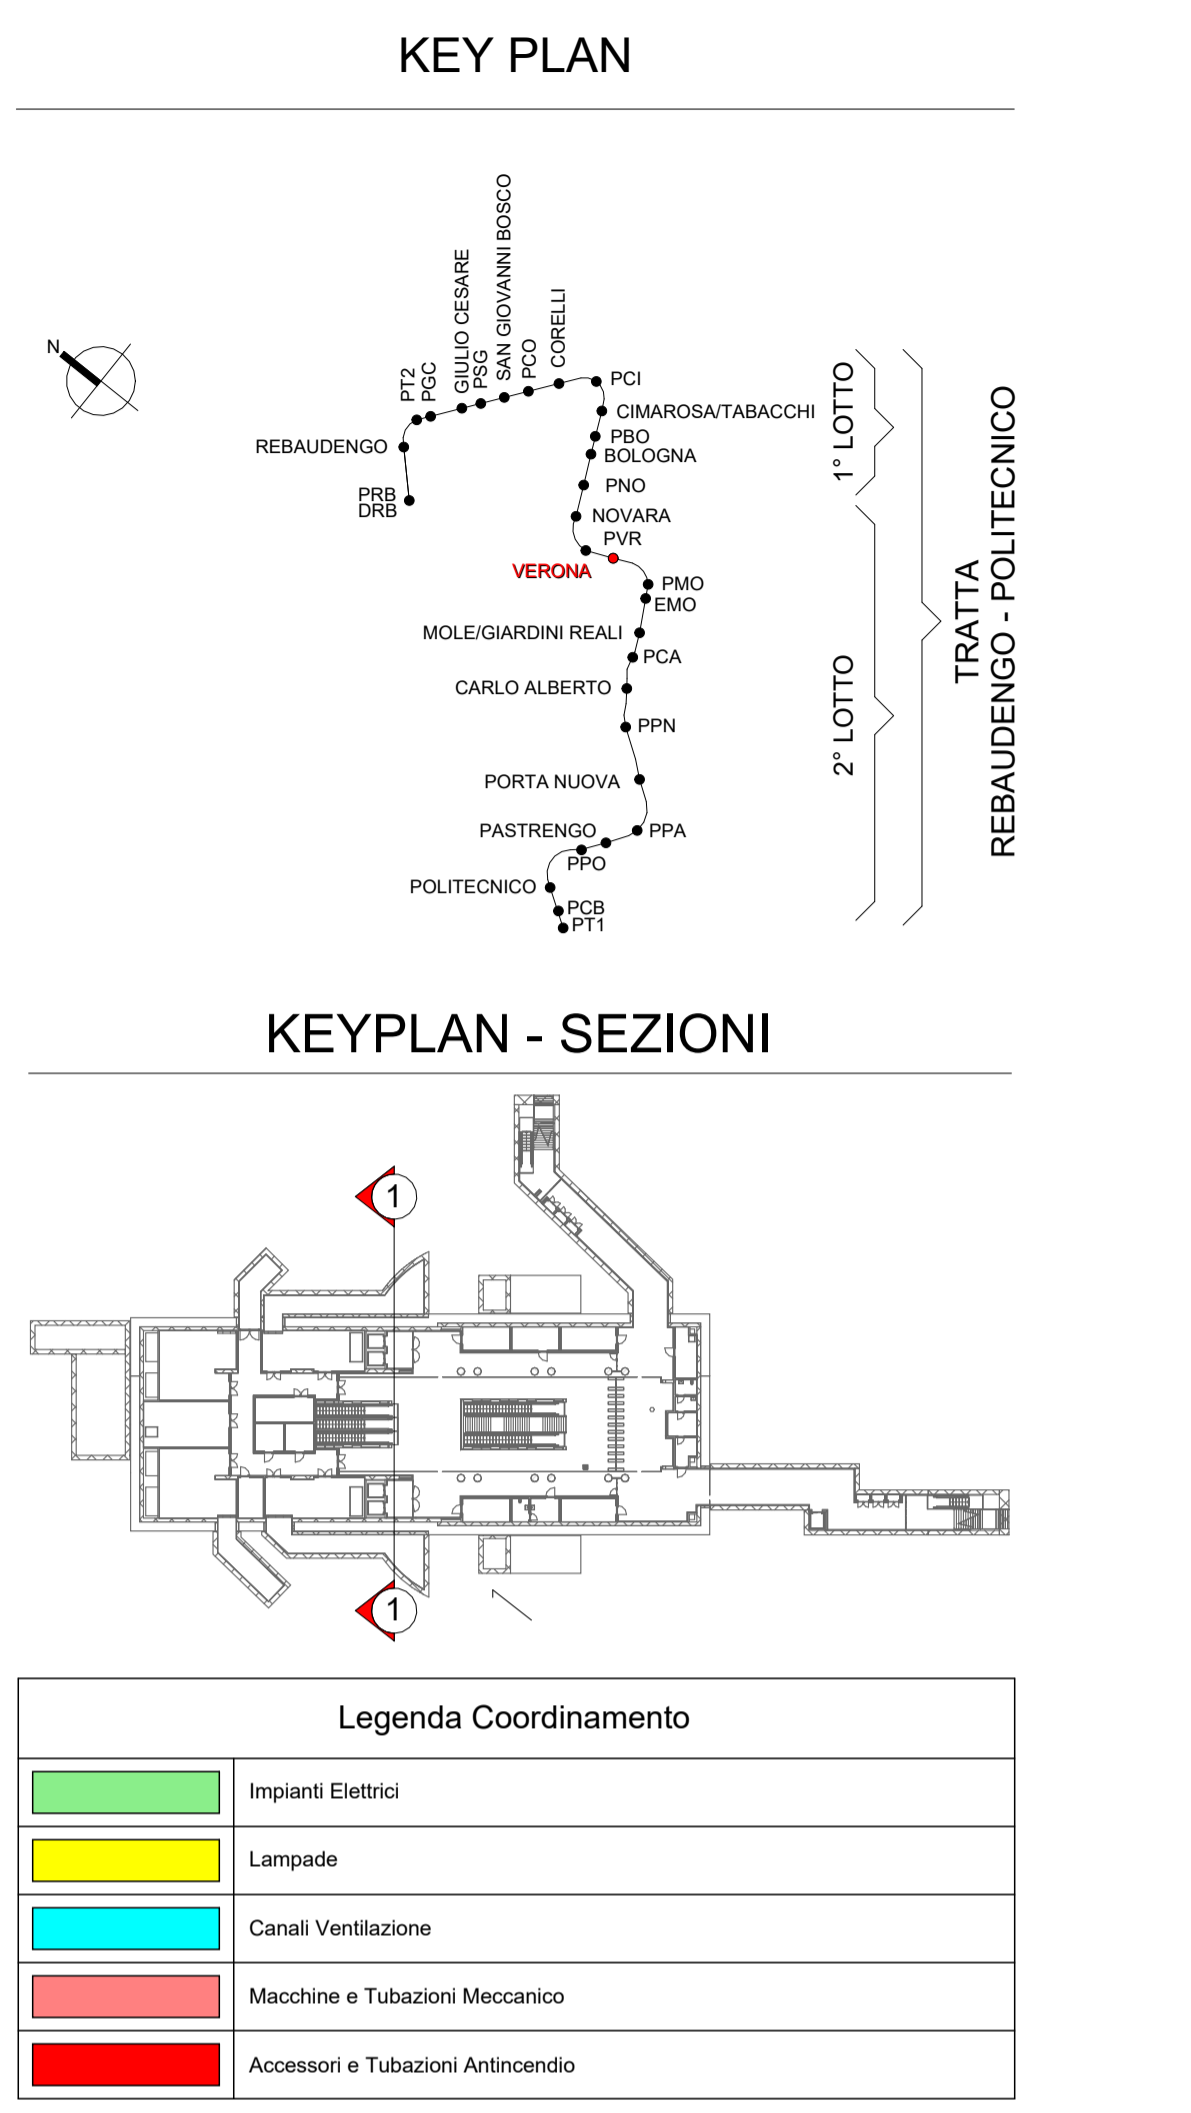 KEY PLAN
N
PT2
PGC
GIULIO CESARE
PSG
SAN GIOVANNI BOSCO
PCO
CORELLI
PCI
CIMAROSA/TABACCHI
REBAUDENGO
PBO
BOLOGNA
PRB
DRB
PNO
NOVARA
PVR
VERONA
PMO
EMO
MOLE/GIARDINI REALI
PCA
CARLO ALBERTO
PPN
PORTA NUOVA
PASTRENGO
PPA
PPO
POLITECNICO
PCB
PT1
1° LOTTO
2° LOTTO
TRATTA
REBAUDENGO - POLITECNICO
KEYPLAN - SEZIONI
1
1
Legenda Coordinamento
Impianti Elettrici
Lampade
Canali Ventilazione
Macchine e Tubazioni Meccanico
Accessori e Tubazioni Antincendio